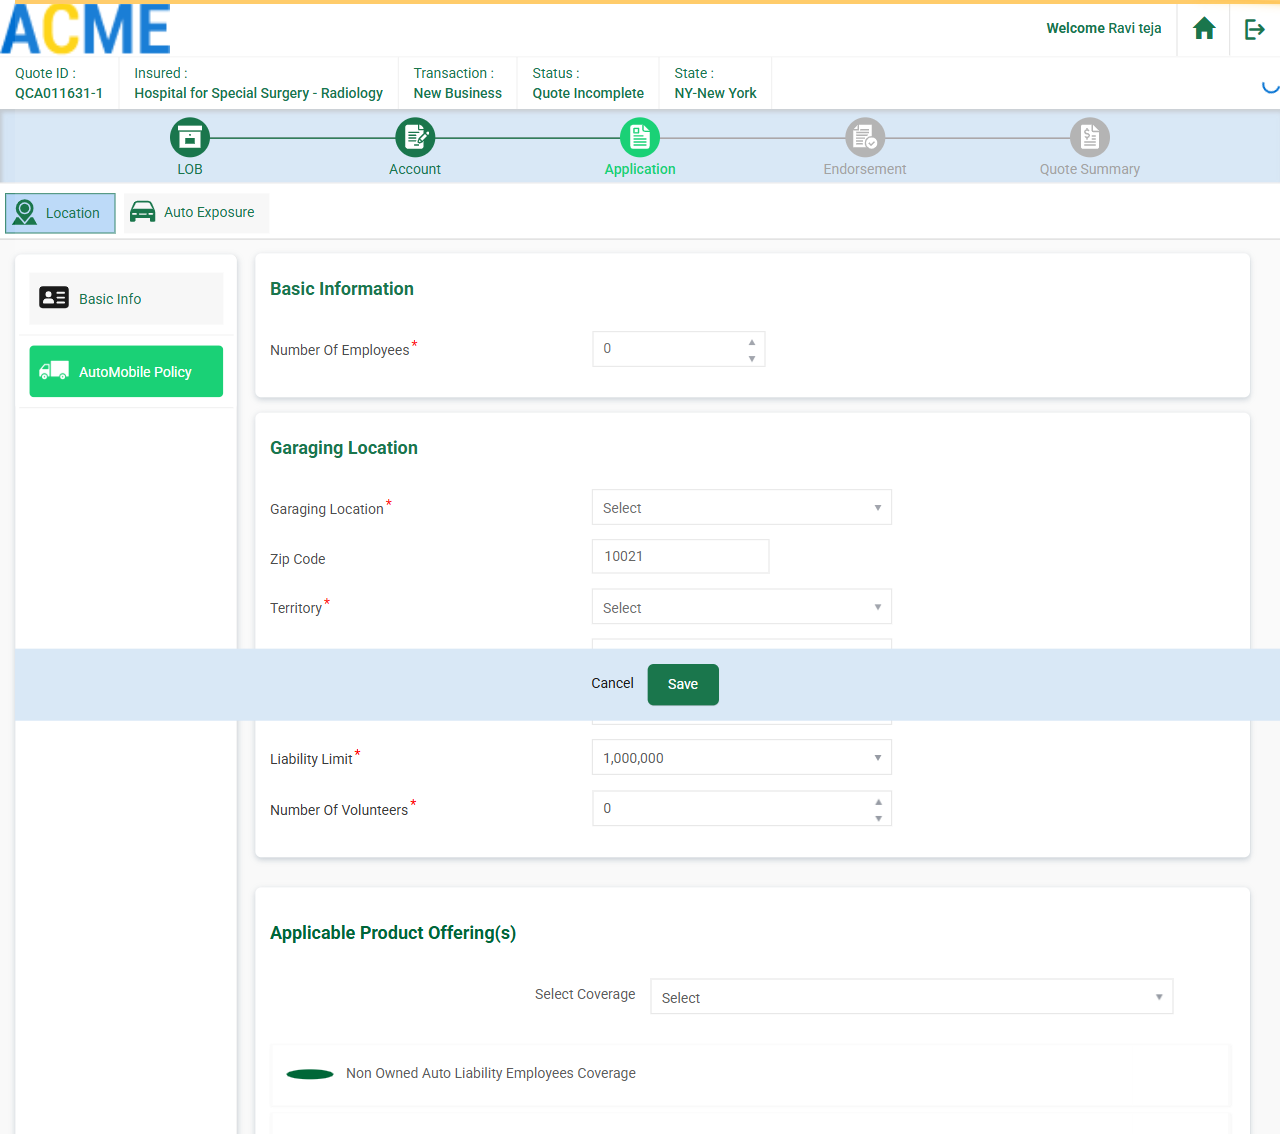 ACME
Welcome Ravi teja
Quote ID :
QCA011631-1
Insured :
Hospital for Special Surgery - Radiology
Transaction :
New Business
Status :
Quote Incomplete
State :
NY-New York
LOB
Account
Application
Endorsement
Quote Summary
Location
Auto Exposure
Basic Info
AutoMobile Policy
Basic Information
Number Of Employees*
0
Garaging Location
Garaging Location*
Select
Zip Code
10021
Territory*
Select
Cancel
Save
Liability Limit*
1,000,000
Number Of Volunteers*
0
Applicable Product Offering(s)
Select Coverage
Select
Non Owned Auto Liability Employees Coverage